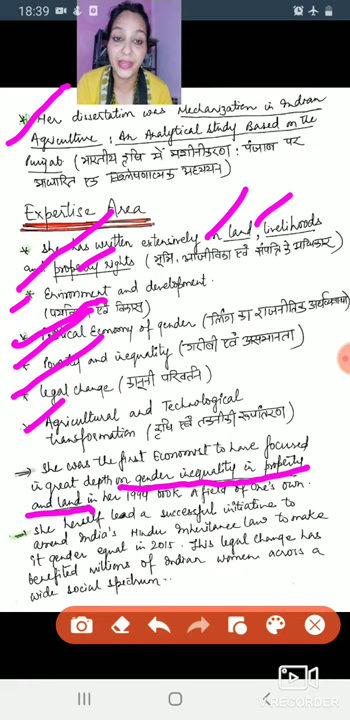 18:39
* Her dissertation was Mechanization in Indian
Agriculture: An Analytical Study Based on the
Punjab (भारतीय कृषि में मशीनीकरण: पंजाब पर
आधारित एक विश्लेषणात्मक अध्ययन)
Expertise Area
* She has written extensively on land, livelihoods
and property rights (भूमि, आजीविका एवं संपत्ति के अधिकार)
* Environment and development.
(पर्यावरण एवं विकास)
* Political Economy of gender (लिंग का राजनीतिक अर्थव्यवस्था)
* Poverty and inequality (गरीबी एवं असमानता)
* Legal change (कानूनी परिवर्तन)
* Agricultural and Technological
transformation (कृषि एवं तकनीकी रूपांतरण)
→ She was the first Economist to have focused
in great depth on gender inequality in property
and land in her 1994 book A field of One's own.
→ She herself lead a successful initiative to
amend India's Hindu Inheritance law to make
it gender equal in 2015. This legal change has
benefited millions of Indian women across a
wide social spectrum..
VRECORDER